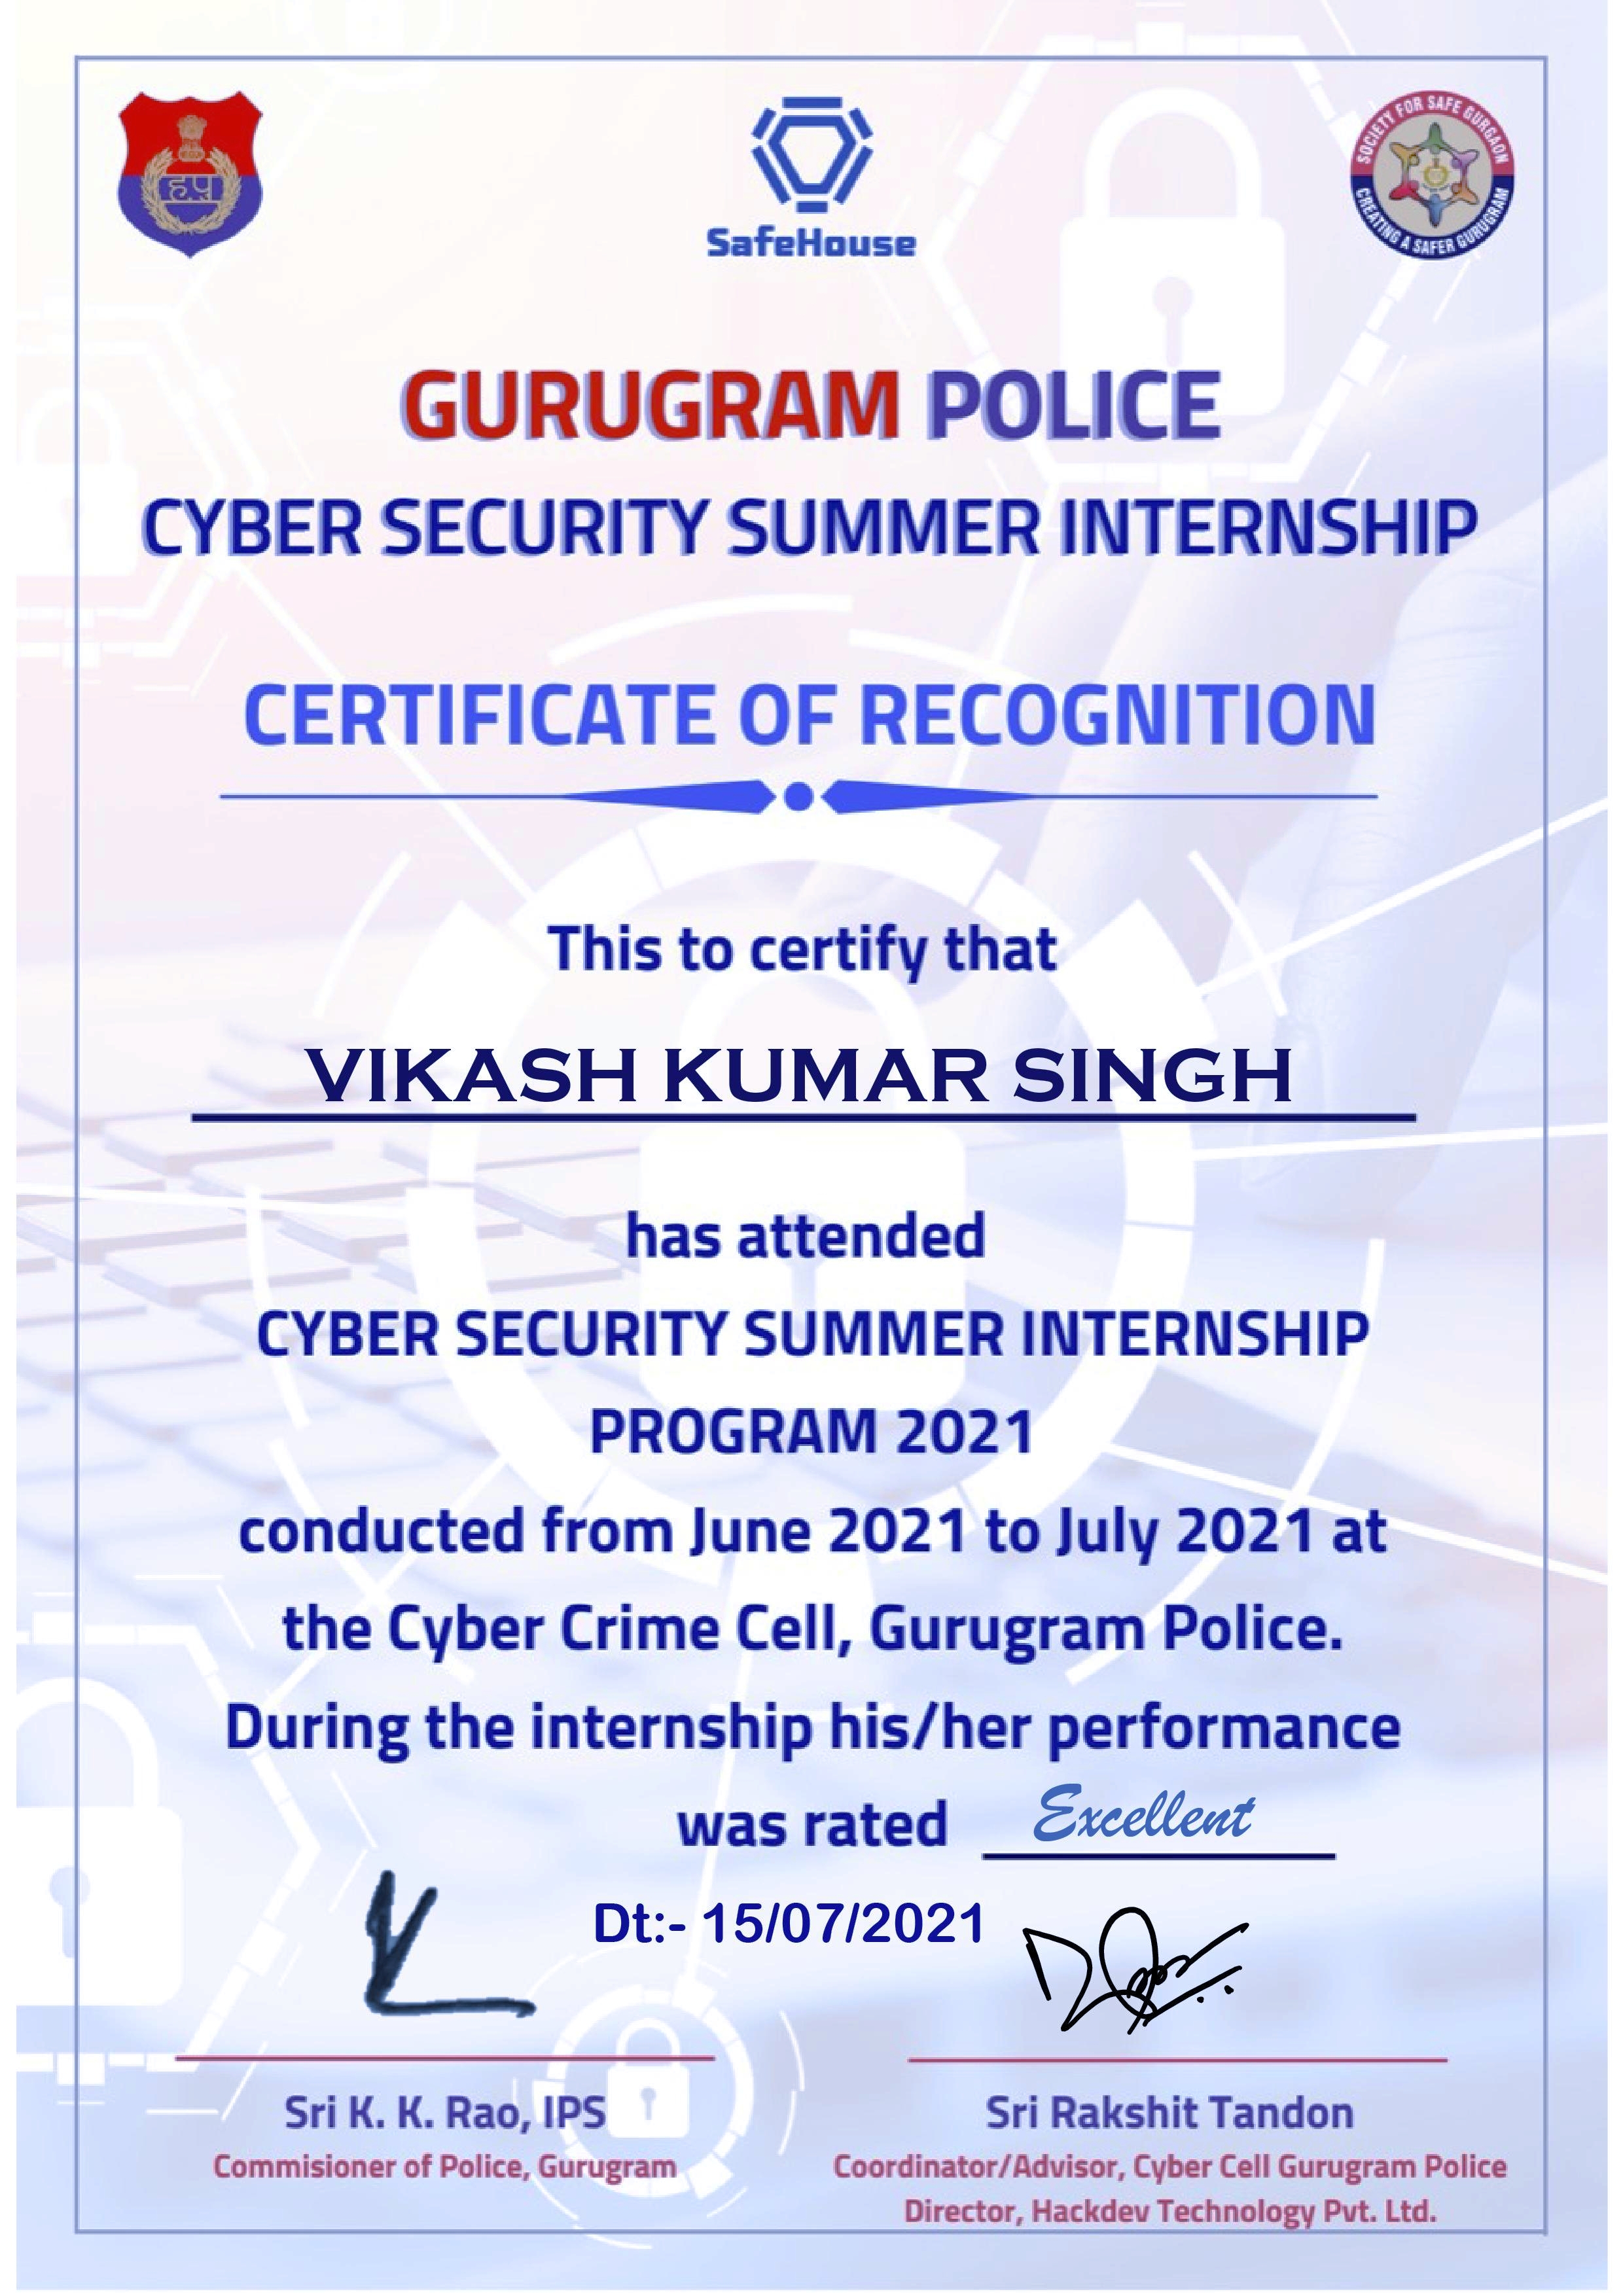 ह.पु
SafeHouse
SOCIETY FOR SAFE GURGAON
CREATING A SAFER GURUGRAM
GURUGRAM POLICE
CYBER SECURITY SUMMER INTERNSHIP
CERTIFICATE OF RECOGNITION
This to certify that
VIKASH KUMAR SINGH
has attended
CYBER SECURITY SUMMER INTERNSHIP
PROGRAM 2021
conducted from June 2021 to July 2021 at
the Cyber Crime Cell, Gurugram Police.
During the internship his/her performance
was rated Excellent
Dt:- 15/07/2021
Sri K. K. Rao, IPS
Commisioner of Police, Gurugram
Sri Rakshit Tandon
Coordinator/Advisor, Cyber Cell Gurugram Police
Director, Hackdev Technology Pvt. Ltd.